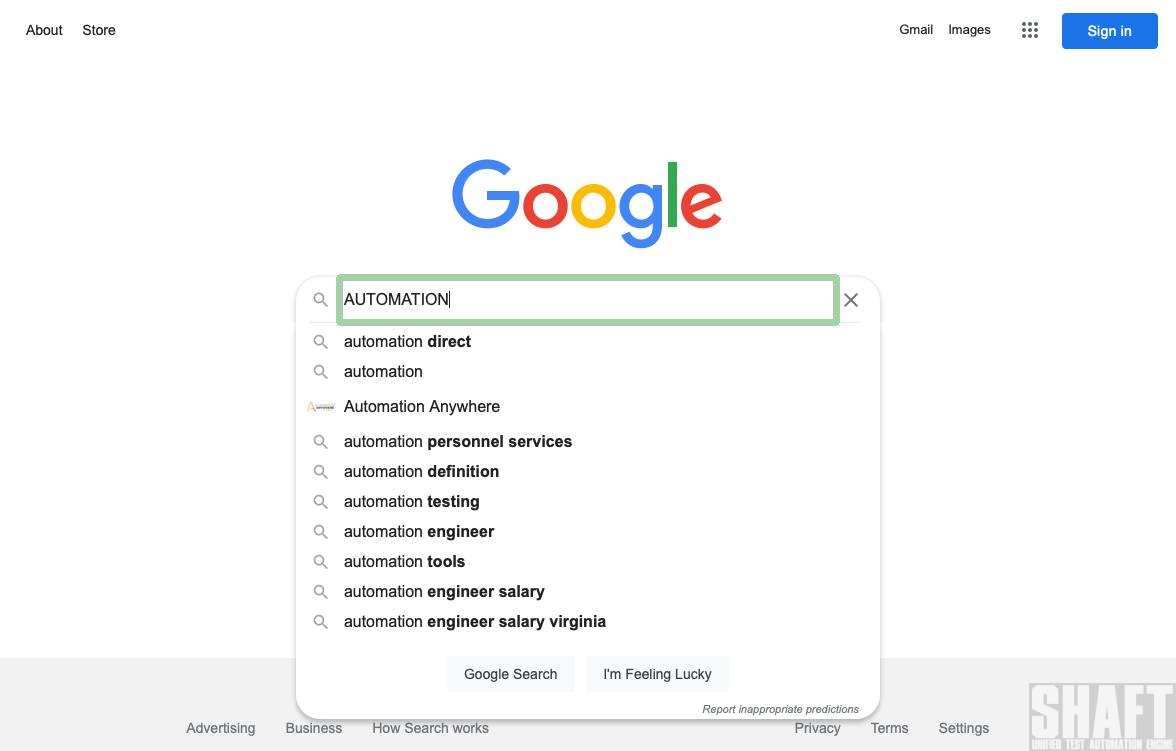 About Store
Gmail Images
Sign in
Google
AUTOMATION
automation direct
automation
Automation Anywhere
automation personnel services
automation definition
automation testing
automation engineer
automation tools
automation engineer salary
automation engineer salary virginia
Google Search I'm Feeling Lucky
Report inappropriate predictions
Advertising Business How Search works Privacy Terms Settings
SHAFT
UNIFIED TEST AUTOMATION ENGINE